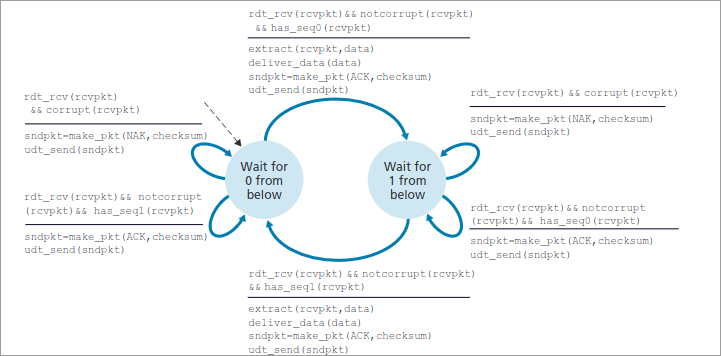 rdt_rcv(rcvpkt)&& notcorrupt(rcvpkt)
&& has_seq0(rcvpkt)
extract(rcvpkt,data)
deliver_data(data)
sndpkt=make_pkt(ACK,checksum)
udt_send(sndpkt)
rdt_rcv(rcvpkt)
&& corrupt(rcvpkt)
sndpkt=make_pkt(NAK,checksum)
udt_send(sndpkt)
rdt_rcv(rcvpkt) && corrupt(rcvpkt)
sndpkt=make_pkt(NAK,checksum)
udt_send(sndpkt)
Wait for
0 from
below
Wait for
1 from
below
rdt_rcv(rcvpkt)&& notcorrupt
(rcvpkt)&& has_seq1(rcvpkt)
sndpkt=make_pkt(ACK,checksum)
udt_send(sndpkt)
rdt_rcv(rcvpkt)&& notcorrupt
(rcvpkt)&& has_seq0(rcvpkt)
sndpkt=make_pkt(ACK,checksum)
udt_send(sndpkt)
rdt_rcv(rcvpkt) && notcorrupt(rcvpkt)
&& has_seq1(rcvpkt)
extract(rcvpkt,data)
deliver_data(data)
sndpkt=make_pkt(ACK,checksum)
udt_send(sndpkt)